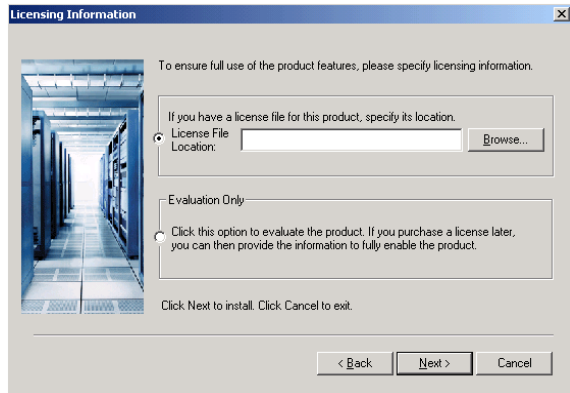 Licensing Information
To ensure full use of the product features, please specify licensing information.
If you have a license file for this product, specify its location.
License File
Location:
Browse...
Evaluation Only
Click this option to evaluate the product. If you purchase a license later,
you can then provide the information to fully enable the product.
Click Next to install. Click Cancel to exit.
< Back
Next >
Cancel